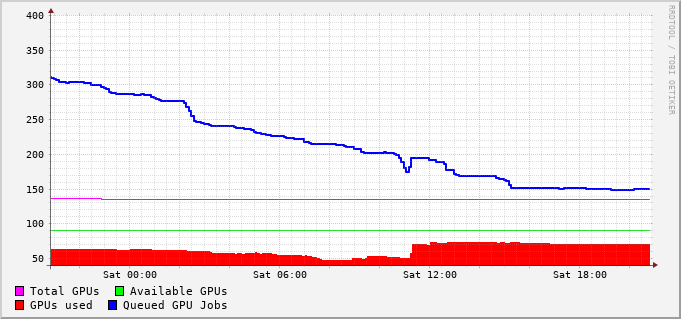 400
350
300
250
200
150
100
50
Sat 00:00 Sat 06:00 Sat 12:00 Sat 18:00
Total GPUs Available GPUs
GPUs used Queued GPU Jobs
RRDTOOL / TOBI OETIKER